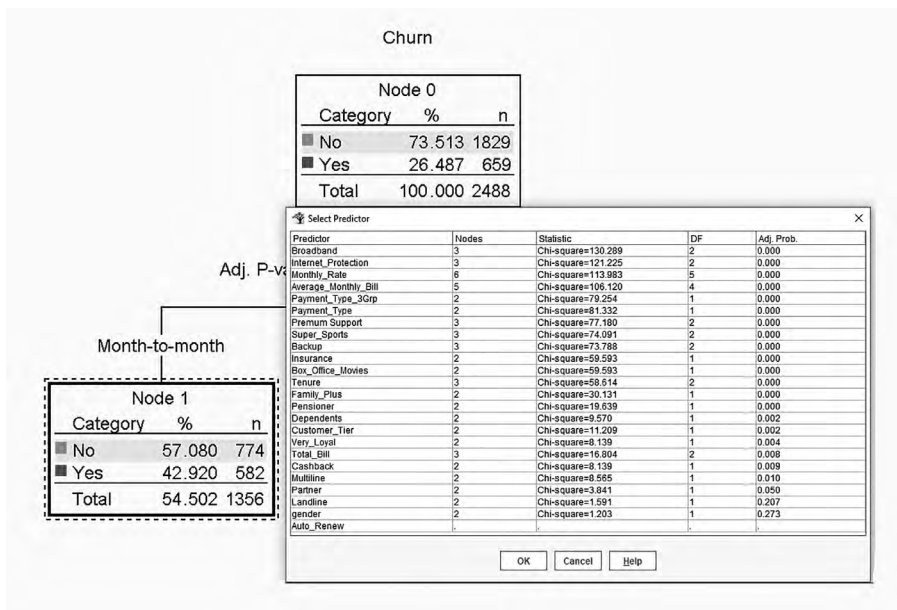 Churn
Node 0
Category % n
No 73.513 1829
Yes 26.487 659
Total 100.000 2488
Select Predictor
Predictor Nodes Statistic DF Adj. Prob.
Broadband 3 Chi-square=130.289 2 0.000
Internet_Protection 3 Chi-square=121.225 2 0.000
Monthly_Rate 6 Chi-square=113.983 5 0.000
Average_Monthly_Bill 5 Chi-square=106.120 4 0.000
Payment_Type_3Grp 2 Chi-square=79.254 1 0.000
Payment_Type 2 Chi-square=81.332 1 0.000
Premum Support 3 Chi-square=77.180 2 0.000
Super_Sports 3 Chi-square=74.091 2 0.000
Backup 3 Chi-square=73.788 2 0.000
Insurance 2 Chi-square=59.593 1 0.000
Box_Office_Movies 2 Chi-square=59.593 1 0.000
Tenure 3 Chi-square=58.614 2 0.000
Family_Plus 2 Chi-square=30.131 1 0.000
Pensioner 2 Chi-square=19.639 1 0.000
Dependents 2 Chi-square=9.570 1 0.002
Customer_Tier 2 Chi-square=11.209 1 0.002
Very_Loyal 2 Chi-square=8.139 1 0.004
Total_Bill 3 Chi-square=16.804 2 0.008
Cashback 2 Chi-square=8.139 1 0.009
Multiline 2 Chi-square=8.565 1 0.010
Partner 2 Chi-square=3.841 1 0.050
Landline 2 Chi-square=1.591 1 0.207
gender 2 Chi-square=1.203 1 0.273
Auto_Renew . . . .
OK Cancel Help
Adj. P-va
Month-to-month
Node 1
Category % n
No 57.080 774
Yes 42.920 582
Total 54.502 1356